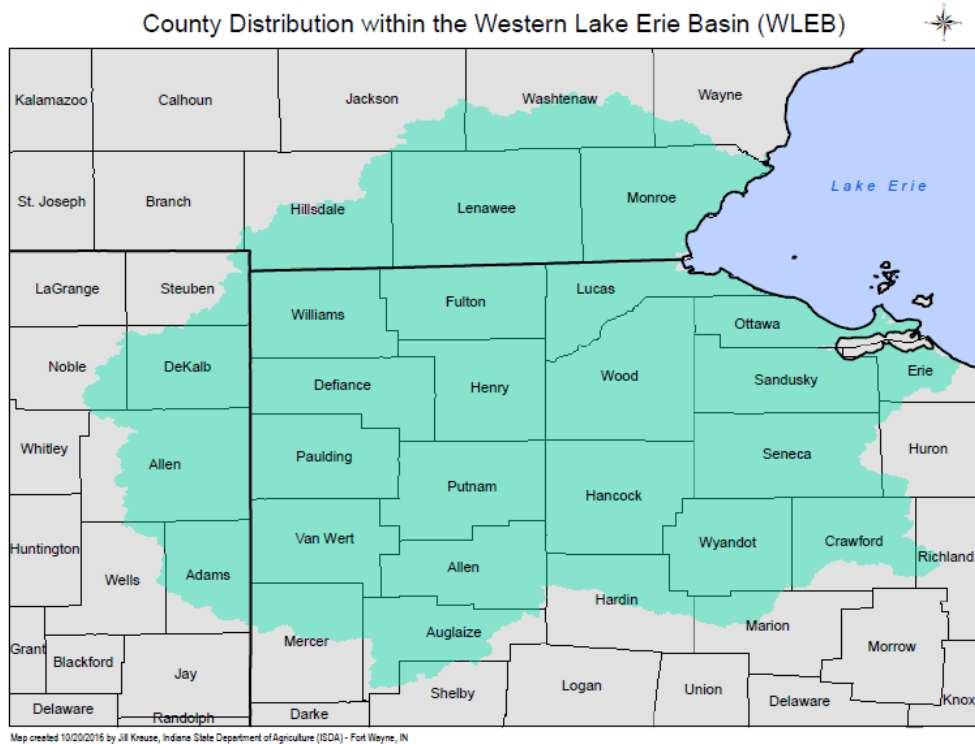 County Distribution within the Western Lake Erie Basin (WLEB)
Kalamazoo
Calhoun
Jackson
Washtenaw
Wayne
St. Joseph
Branch
Hillsdale
Lenawee
Monroe
Lake Erie
LaGrange
Steuben
Williams
Fulton
Lucas
Ottawa
Noble
DeKalb
Defiance
Henry
Wood
Sandusky
Erie
Whitley
Allen
Paulding
Putnam
Hancock
Seneca
Huron
Huntington
Wells
Adams
Van Wert
Allen
Wyandot
Crawford
Richland
Grant
Blackford
Jay
Mercer
Auglaize
Hardin
Marion
Morrow
Delaware
Randolph
Darke
Shelby
Logan
Union
Delaware
Knox
Map created 10/20/2016 by Jill Krause, Indiana State Department of Agriculture (ISDA) - Fort Wayne, IN